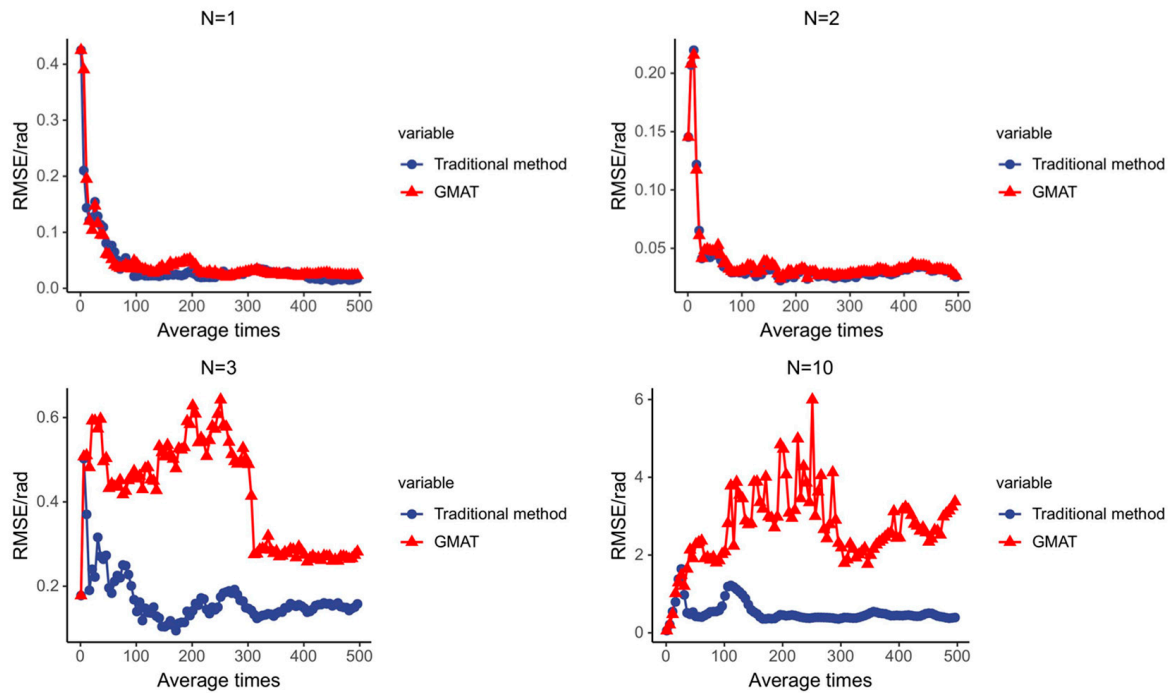 N=1
RMSE/rad
0.4
0.3
0.2
0.1
0.0
0 100 200 300 400 500
Average times
variable
Traditional method
GMAT
N=2
RMSE/rad
0.20
0.15
0.10
0.05
0 100 200 300 400 500
Average times
variable
Traditional method
GMAT
N=3
RMSE/rad
0.6
0.4
0.2
0 100 200 300 400 500
Average times
variable
Traditional method
GMAT
N=10
RMSE/rad
6
4
2
0
0 100 200 300 400 500
Average times
variable
Traditional method
GMAT